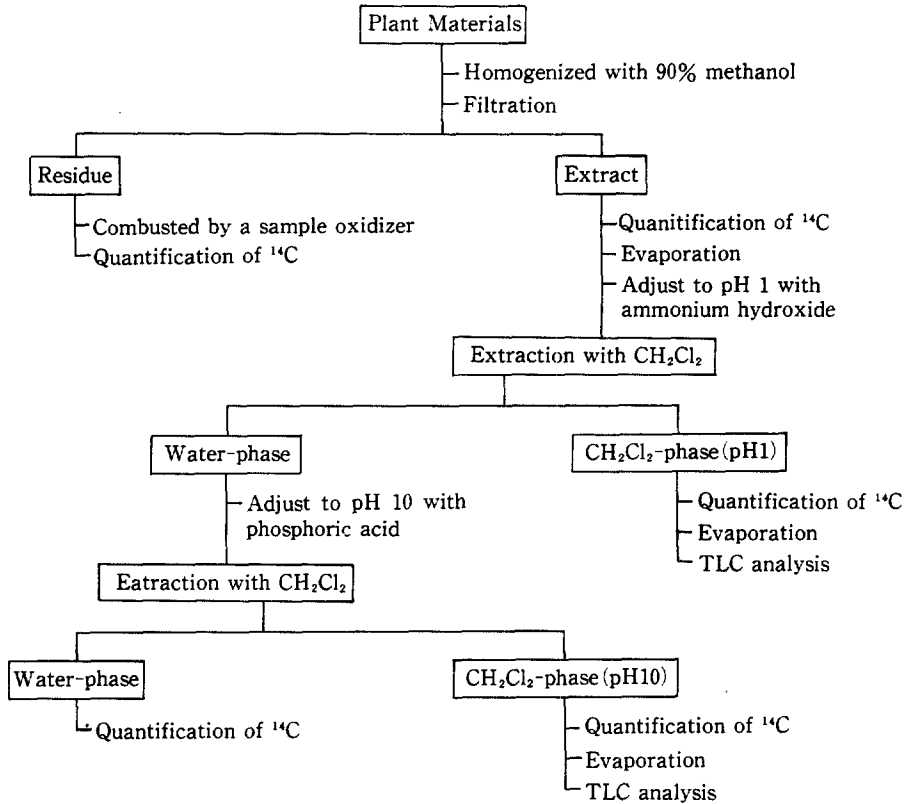 Plant Materials
Homogenized with 90% methanol
Filtration
Residue
Combusted by a sample oxidizer
Quantification of ¹⁴C
Extract
Quanitification of ¹⁴C
Evaporation
Adjust to pH 1 with
ammonium hydroxide
Extraction with CH₂Cl₂
Water-phase
Adjust to pH 10 with
phosphoric acid
CH₂Cl₂-phase(pH1)
Quantification of ¹⁴C
Evaporation
TLC analysis
Eatraction with CH₂Cl₂
Water-phase
Quantification of ¹⁴C
CH₂Cl₂-phase(pH10)
Quantification of ¹⁴C
Evaporation
TLC analysis